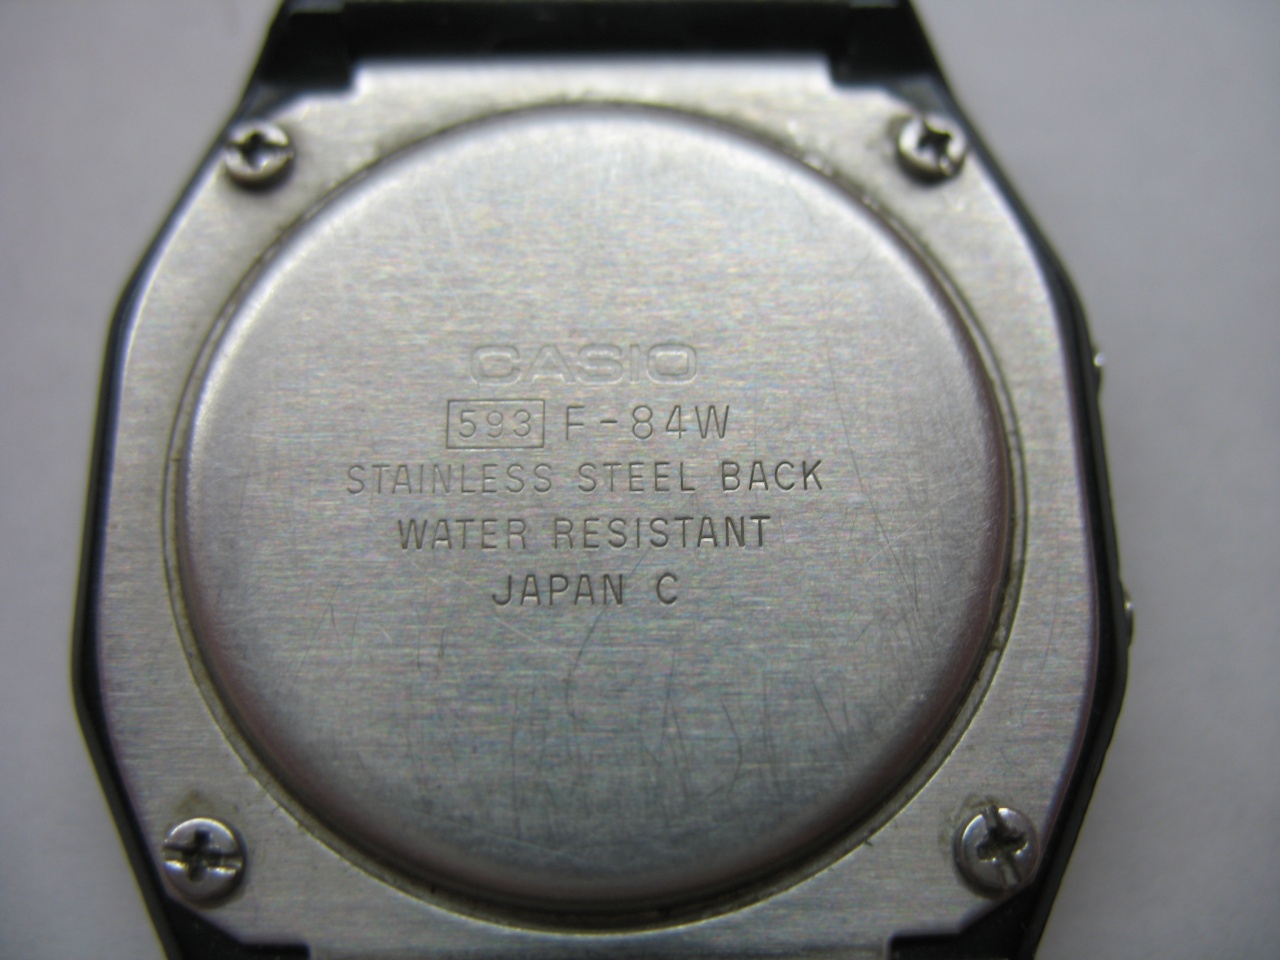 CASIO
593 F-84W
STAINLESS STEEL BACK
WATER RESISTANT
JAPAN C